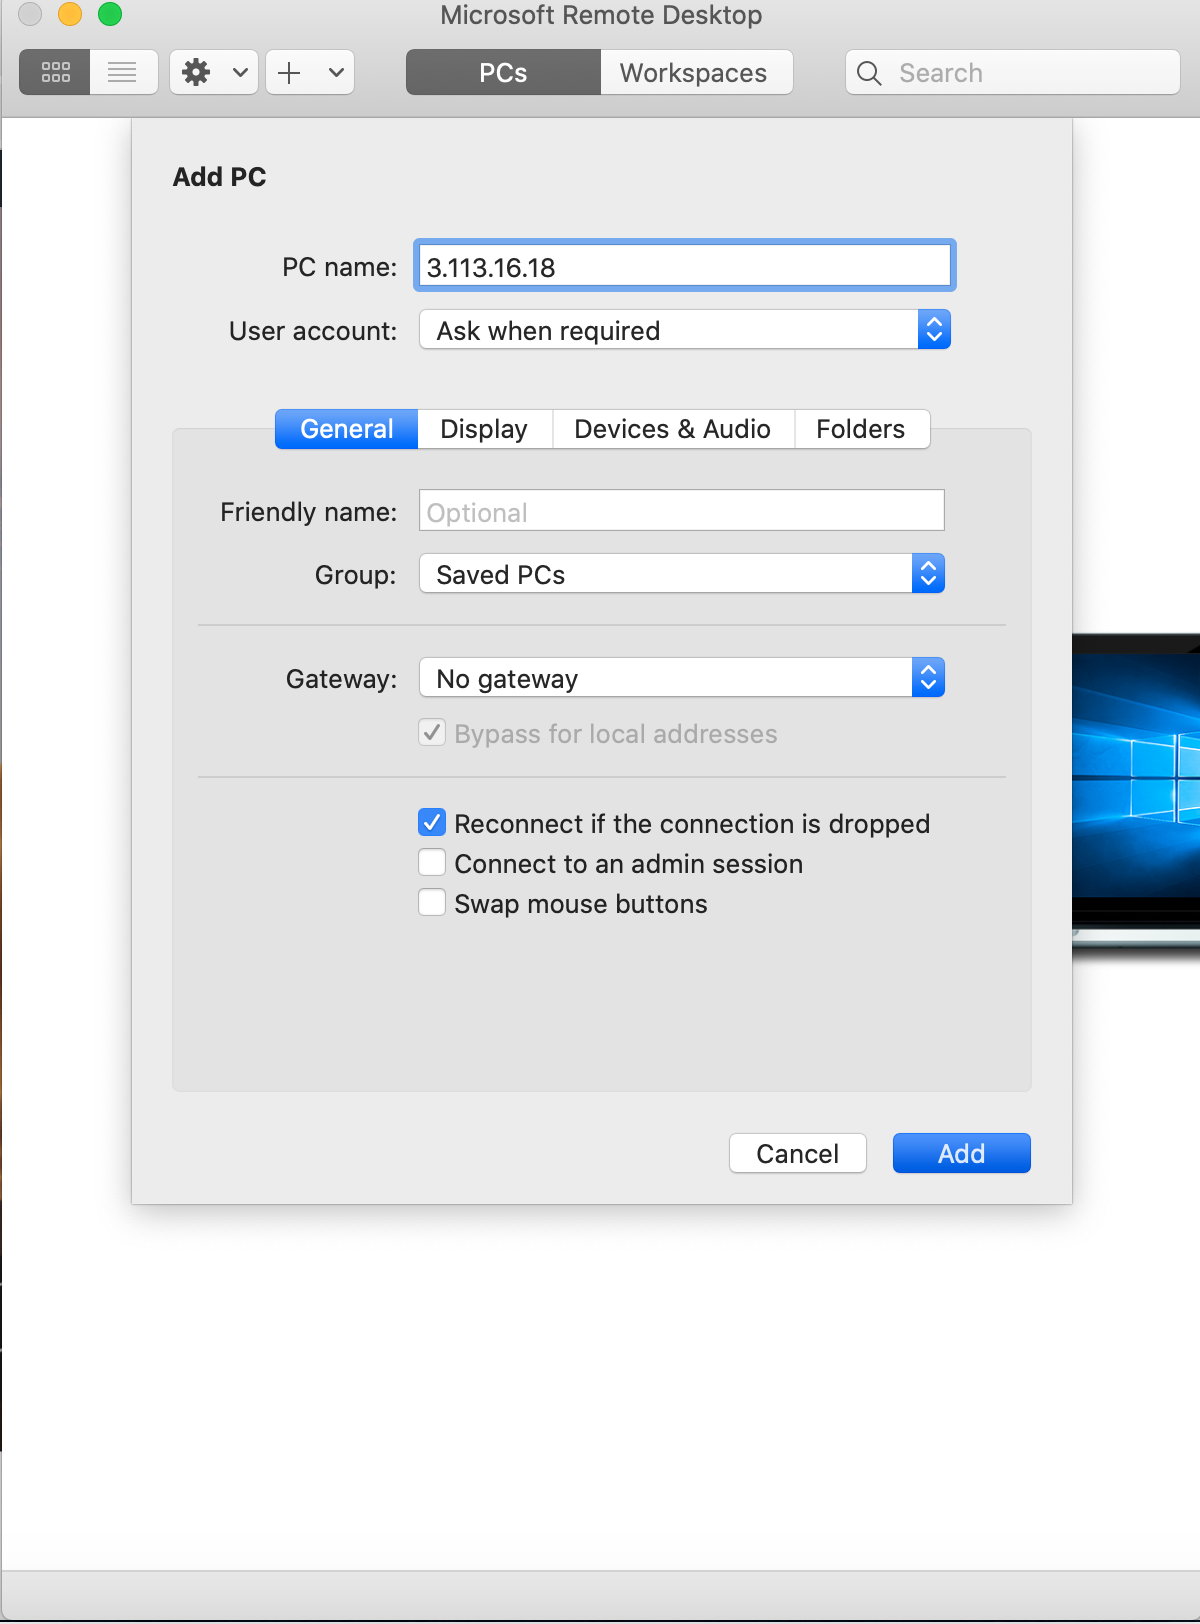 Microsoft Remote Desktop
PCs
Workspaces
Search
Add PC
PC name: 3.113.16.18
User account: Ask when required
General
Display
Devices & Audio
Folders
Friendly name: Optional
Group: Saved PCs
Gateway: No gateway
Bypass for local addresses
Reconnect if the connection is dropped
Connect to an admin session
Swap mouse buttons
Cancel
Add